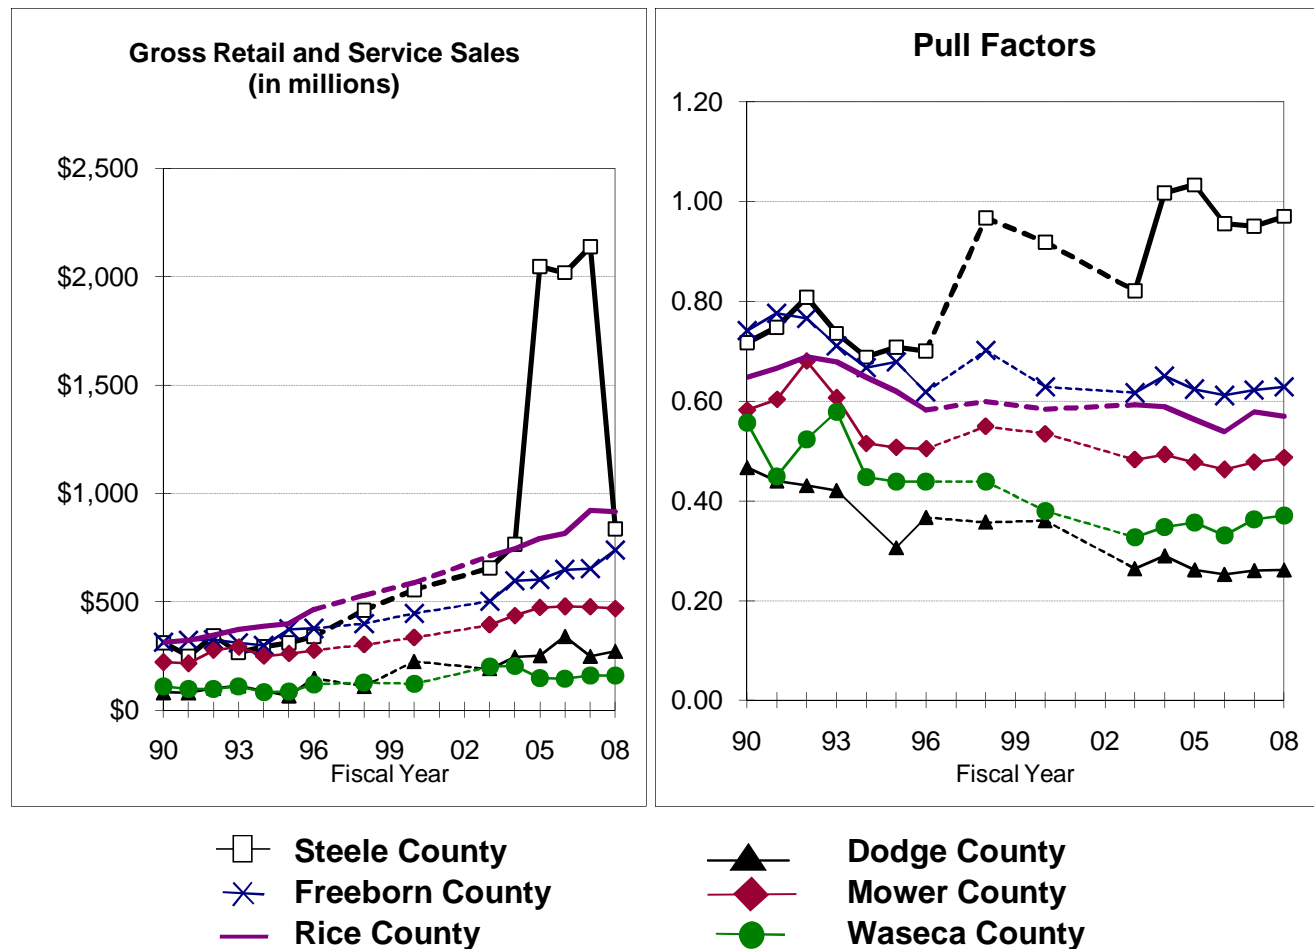 Gross Retail and Service Sales
(in millions)
$2,500
$2,000
$1,500
$1,000
$500
$0
90 93 96 99 02 05 08
Fiscal Year
Pull Factors
1.20
1.00
0.80
0.60
0.40
0.20
0.00
90 93 96 99 02 05 08
Fiscal Year
Steele County
Freeborn County
Rice County
Dodge County
Mower County
Waseca County